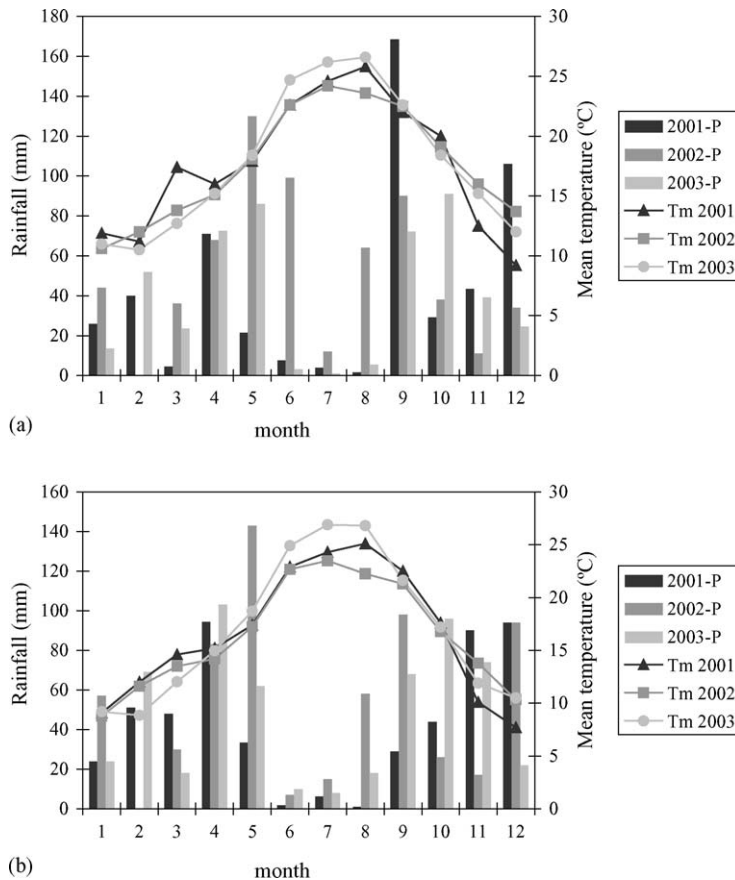 180
160
140
120
100
80
60
40
20
0
Rainfall (mm)
30
25
20
15
10
5
0
Mean temperature (ºC)
1 2 3 4 5 6 7 8 9 10 11 12
month
(a)
2001-P
2002-P
2003-P
Tm 2001
Tm 2002
Tm 2003
160
140
120
100
80
60
40
20
0
Rainfall (mm)
30
25
20
15
10
5
0
Mean temperature (ºC)
1 2 3 4 5 6 7 8 9 10 11 12
month
(b)
2001-P
2002-P
2003-P
Tm 2001
Tm 2002
Tm 2003